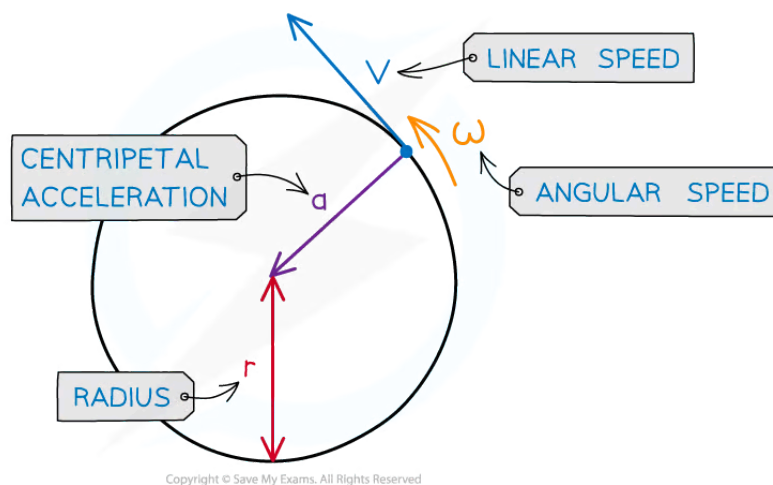 V
LINEAR SPEED
ω
CENTRIPETAL
ACCELERATION
a
ANGULAR SPEED
r
RADIUS
Copyright © Save My Exams. All Rights Reserved